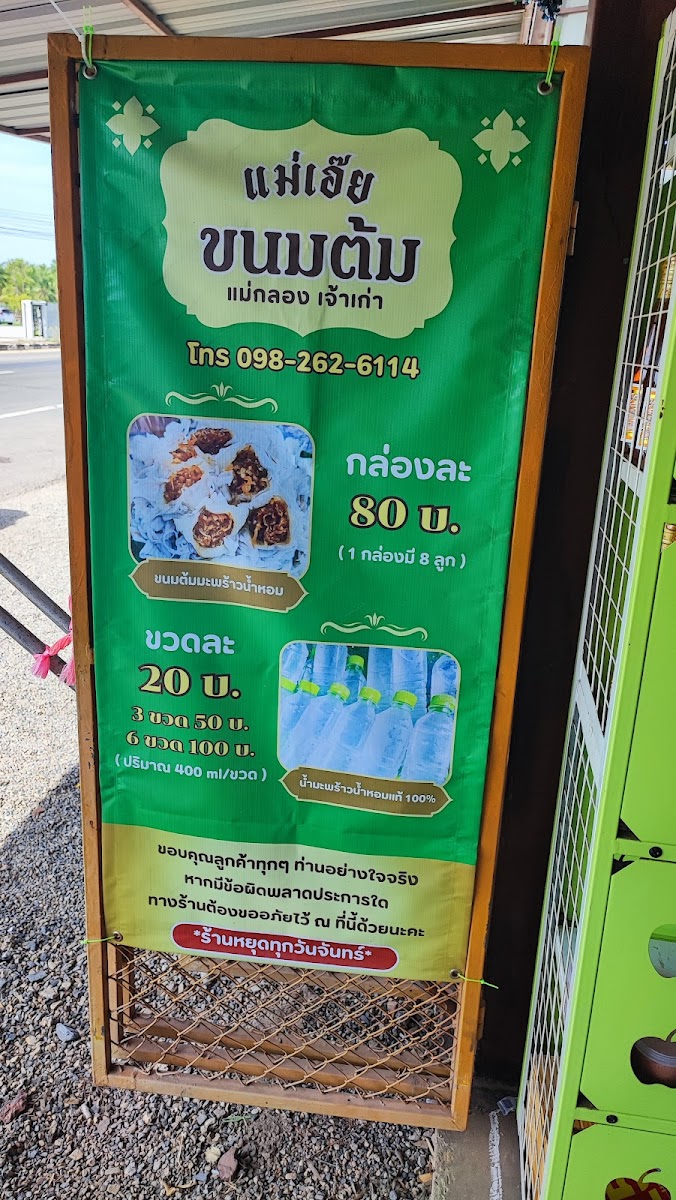 แม่เอ๊ย
ขนมต้ม
แม่กลอง เจ้าเก่า
โทร 098-262-6114
กล่องละ
80 บ.
( 1 กล่องมี 8 ลูก )
ขนมต้มมะพร้าวน้ำหอม
ขวดละ
20 บ.
3 ขวด 50 บ.
6 ขวด 100 บ.
( ปริมาณ 400 ml/ขวด )
น้ำมะพร้าวน้ำหอมแท้ 100%
ขอบคุณลูกค้าทุกๆ ท่านอย่างใจจริง
หากมีข้อผิดพลาดประการใด
ทางร้านต้องขออภัยไว้ ณ ที่นี้ด้วยนะคะ
*ร้านหยุดทุกวันจันทร์*